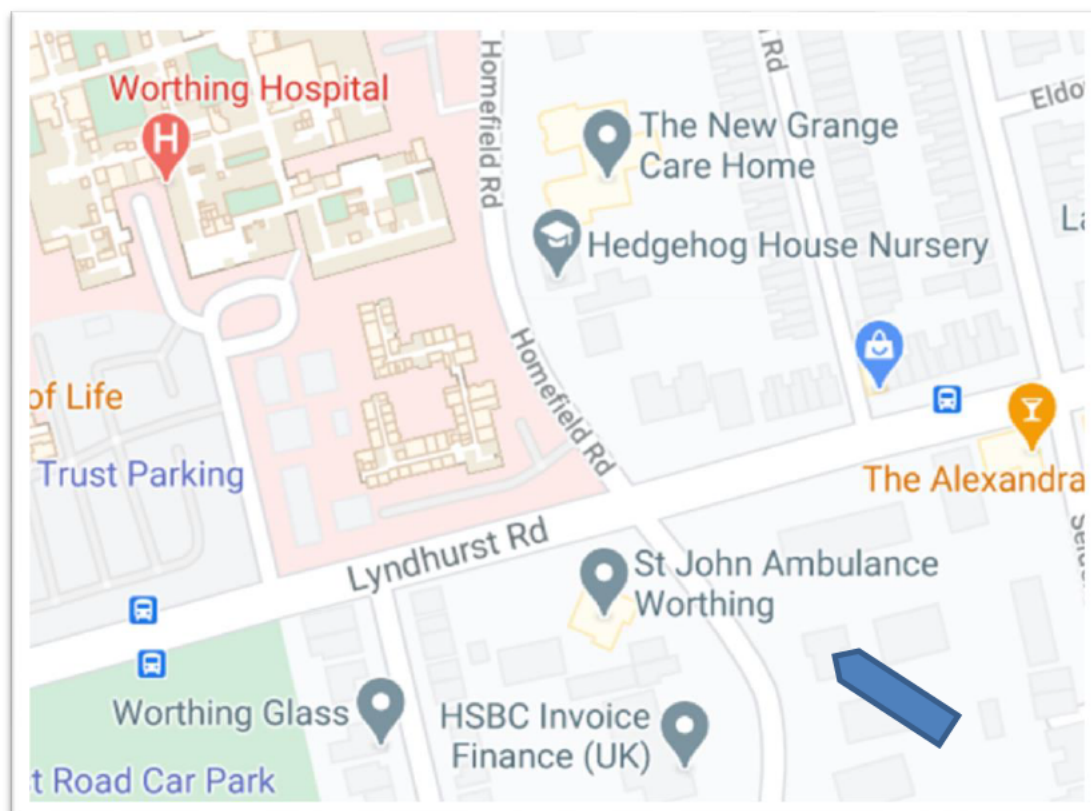 Worthing Hospital
H
Homefield Rd
Rd
Eldo
The New Grange
Care Home
Hedgehog House Nursery
Homefield Rd
of Life
Trust Parking
The Alexandra
Lyndhurst Rd
St John Ambulance
Worthing
Worthing Glass
HSBC Invoice
Finance (UK)
t Road Car Park